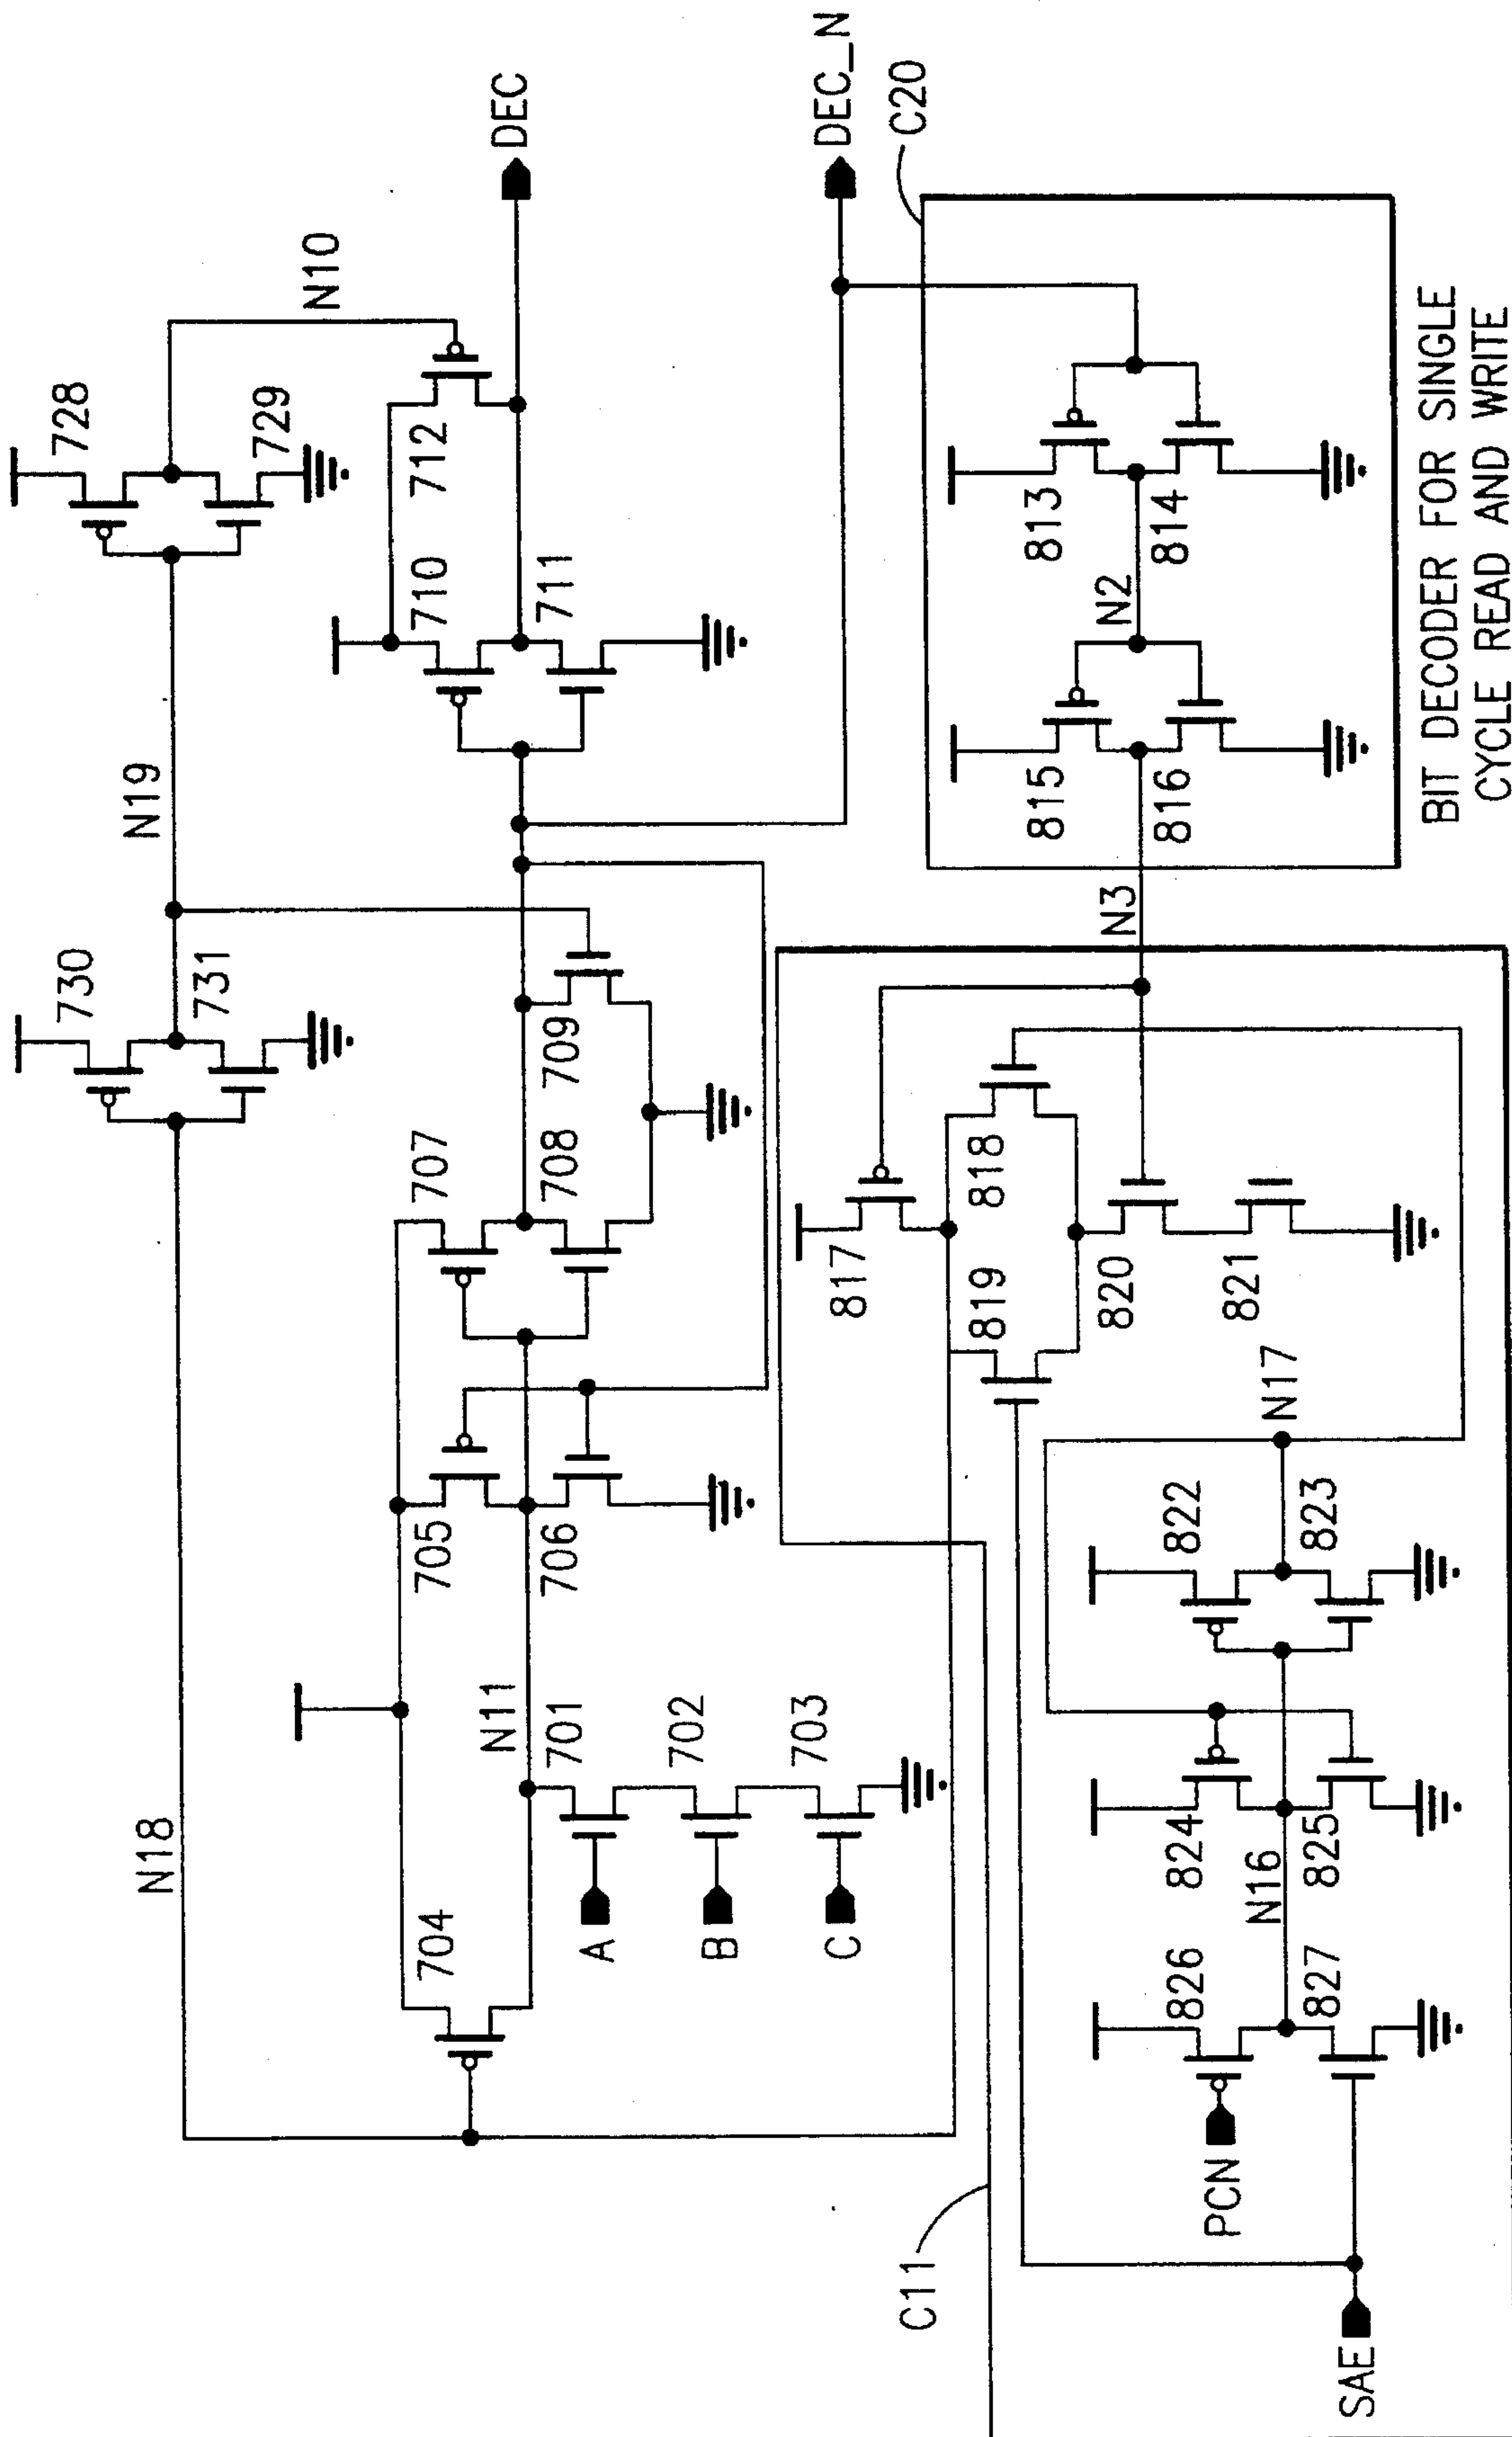 728
N10
DEC
729
N19
730
731
712
710
711
DEC_N
C20
707
709
708
705
706
N18
704
N11
701
702
703
A
B
C
813
N2
814
815
816
N3
817
818
819
820
821
N17
822
823
824
N16
825
826
827
PCN
C11
SAE
BIT DECODER FOR SINGLE
CYCLE READ AND WRITE